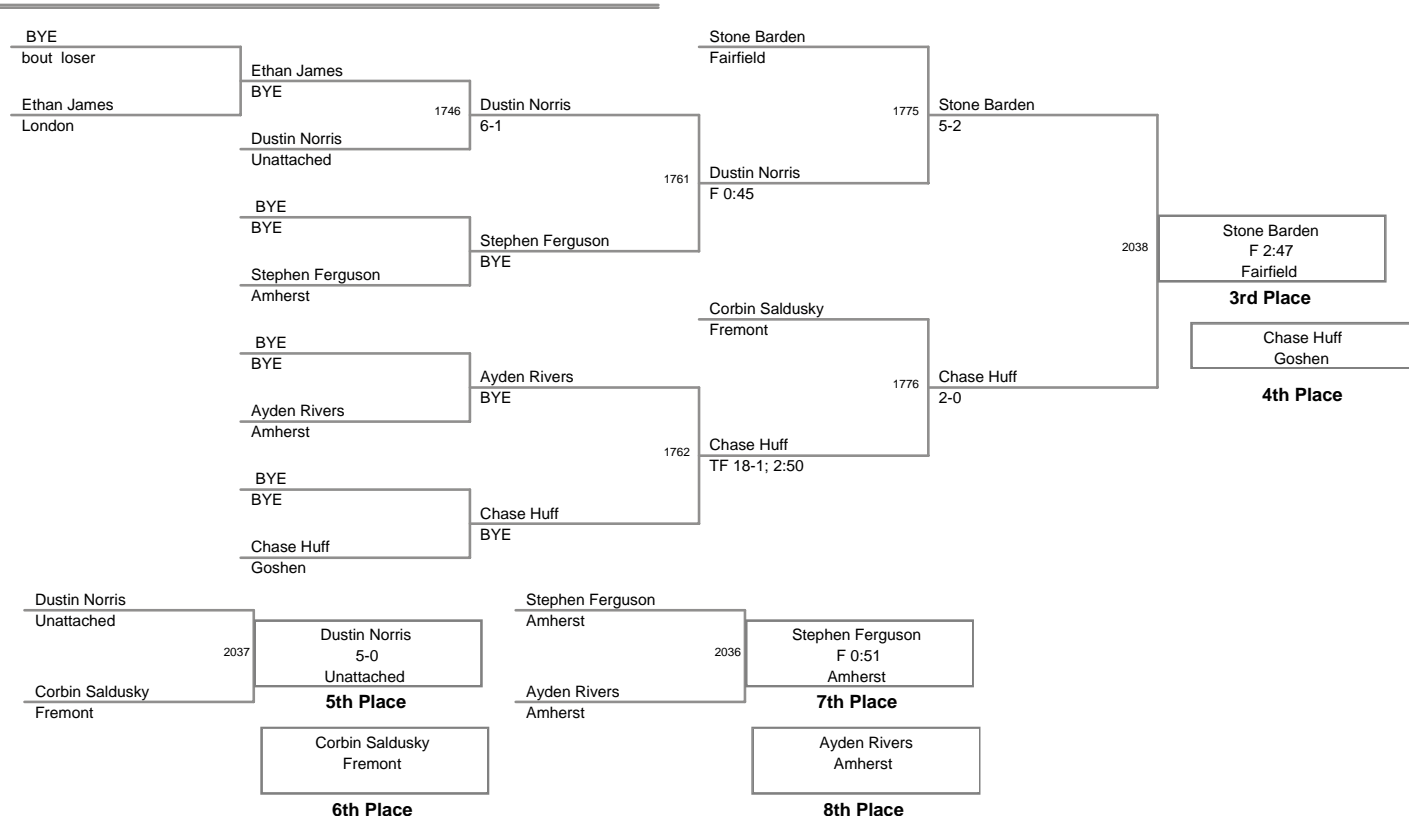 BYE
bout loser
Ethan James
London
Ethan James
BYE
Dustin Norris
Unattached
BYE
BYE
Stephen Ferguson
Amherst
BYE
BYE
Ayden Rivers
Amherst
BYE
BYE
Chase Huff
Goshen
1746
Dustin Norris
6-1
Stephen Ferguson
BYE
Ayden Rivers
BYE
Chase Huff
BYE
1761
1762
Stone Barden
Fairfield
Dustin Norris
F 0:45
Corbin Saldusky
Fremont
Chase Huff
TF 18-1; 2:50
1775
1776
Stone Barden
5-2
Chase Huff
2-0
2038
Stone Barden
F 2:47
Fairfield
3rd Place
Chase Huff
Goshen
4th Place
Dustin Norris
Unattached
Corbin Saldusky
Fremont
2037
Dustin Norris
5-0
Unattached
5th Place
Corbin Saldusky
Fremont
6th Place
Stephen Ferguson
Amherst
Ayden Rivers
Amherst
2036
Stephen Ferguson
F 0:51
Amherst
7th Place
Ayden Rivers
Amherst
8th Place